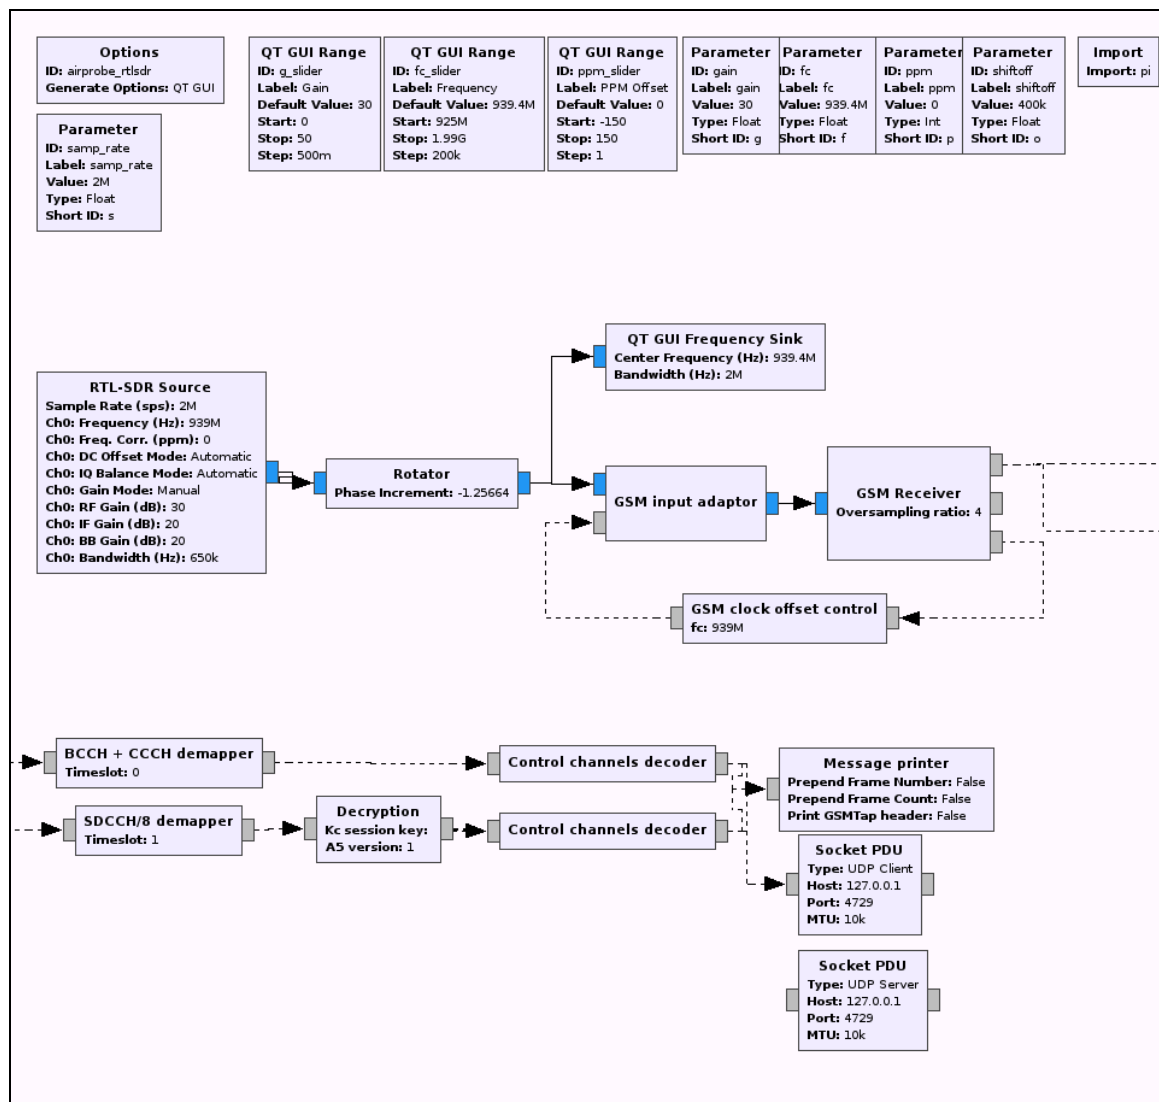 Options
ID: airprobe_rtlsdr
Generate Options: QT GUI
Parameter
ID: samp_rate
Label: samp_rate
Value: 2M
Type: Float
Short ID: s
QT GUI Range
ID: g_slider
Label: Gain
Default Value: 30
Start: 0
Stop: 50
Step: 500m
QT GUI Range
ID: fc_slider
Label: Frequency
Default Value: 939.4M
Start: 925M
Stop: 1.99G
Step: 200k
QT GUI Range
ID: ppm_slider
Label: PPM Offset
Default Value: 0
Start: -150
Stop: 150
Step: 1
Parameter
ID: gain
Label: gain
Value: 30
Type: Float
Short ID: g
Parameter
ID: fc
Label: fc
Value: 939.4M
Type: Float
Short ID: f
Parameter
ID: ppm
Label: ppm
Value: 0
Type: Int
Short ID: p
Parameter
ID: shiftoff
Label: shiftoff
Value: 400k
Type: Float
Short ID: o
Import
Import: pi
RTL-SDR Source
Sample Rate (sps): 2M
Ch0: Frequency (Hz): 939M
Ch0: Freq. Corr. (ppm): 0
Ch0: DC Offset Mode: Automatic
Ch0: IQ Balance Mode: Automatic
Ch0: Gain Mode: Manual
Ch0: RF Gain (dB): 30
Ch0: IF Gain (dB): 20
Ch0: BB Gain (dB): 20
Ch0: Bandwidth (Hz): 650k
Rotator
Phase Increment: -1.25664
QT GUI Frequency Sink
Center Frequency (Hz): 939.4M
Bandwidth (Hz): 2M
GSM input adaptor
GSM Receiver
Oversampling ratio: 4
GSM clock offset control
fc: 939M
BCCH + CCCH demapper
Timeslot: 0
Control channels decoder
Message printer
Prepend Frame Number: False
Prepend Frame Count: False
Print GSMTap header: False
SDCCH/8 demapper
Timeslot: 1
Decryption
Kc session key:
A5 version: 1
Control channels decoder
Socket PDU
Type: UDP Client
Host: 127.0.0.1
Port: 4729
MTU: 10k
Socket PDU
Type: UDP Server
Host: 127.0.0.1
Port: 4729
MTU: 10k